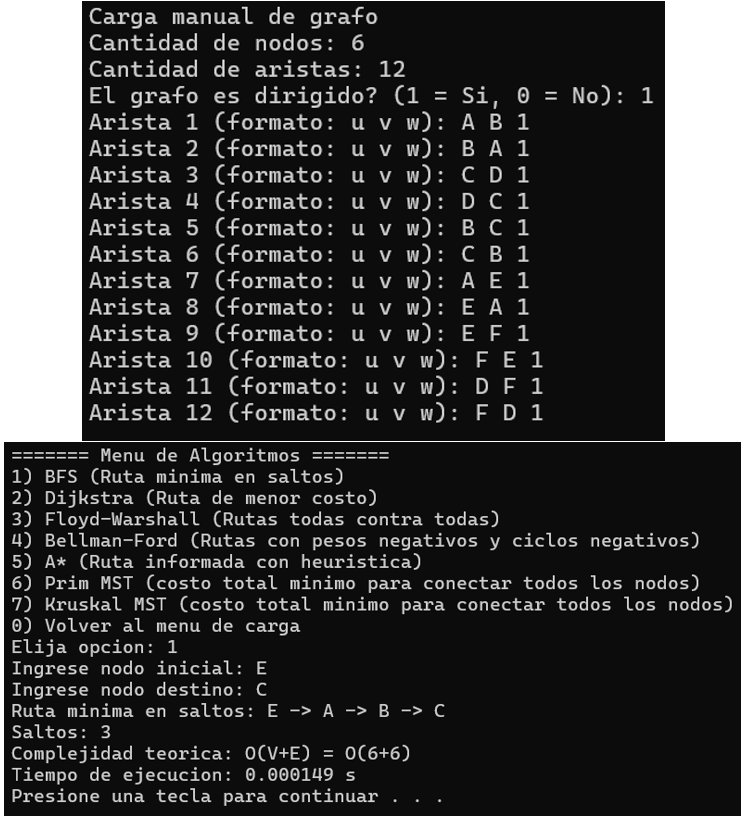 Carga manual de grafo
Cantidad de nodos: 6
Cantidad de aristas: 12
El grafo es dirigido? (1 = Si, 0 = No): 1
Arista 1 (formato: u v w): A B 1
Arista 2 (formato: u v w): B A 1
Arista 3 (formato: u v w): C D 1
Arista 4 (formato: u v w): D C 1
Arista 5 (formato: u v w): B C 1
Arista 6 (formato: u v w): C B 1
Arista 7 (formato: u v w): A E 1
Arista 8 (formato: u v w): E A 1
Arista 9 (formato: u v w): E F 1
Arista 10 (formato: u v w): F E 1
Arista 11 (formato: u v w): D F 1
Arista 12 (formato: u v w): F D 1
======= Menu de Algoritmos =======
1) BFS (Ruta minima en saltos)
2) Dijkstra (Ruta de menor costo)
3) Floyd-Warshall (Rutas todas contra todas)
4) Bellman-Ford (Rutas con pesos negativos y ciclos negativos)
5) A* (Ruta informada con heuristica)
6) Prim MST (costo total minimo para conectar todos los nodos)
7) Kruskal MST (costo total minimo para conectar todos los nodos)
0) Volver al menu de carga
Elija opcion: 1
Ingrese nodo inicial: E
Ingrese nodo destino: C
Ruta minima en saltos: E -> A -> B -> C
Saltos: 3
Complejidad teorica: O(V+E) = O(6+6)
Tiempo de ejecucion: 0.000149 s
Presione una tecla para continuar . . .